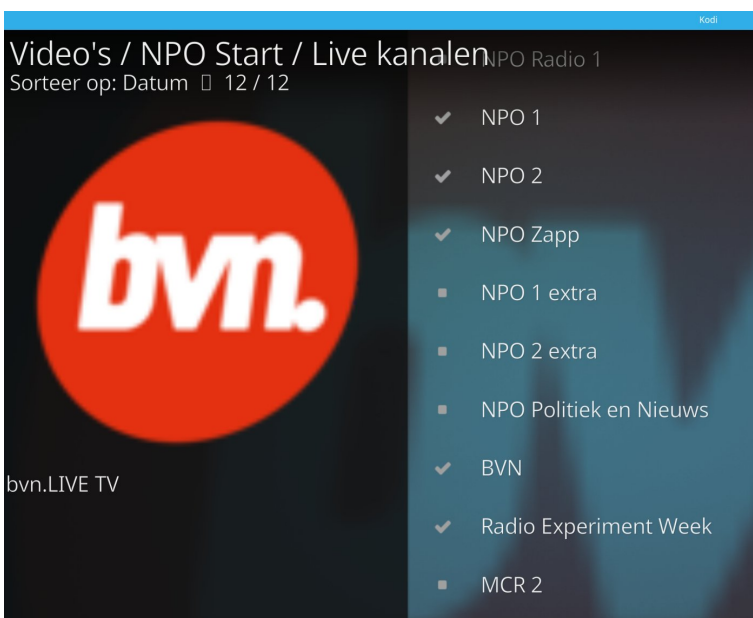 Kodi
Video's / NPO Start / Live kanalen
Sorteer op: Datum 12 / 12
bvn.
bvn.LIVE TV
NPO Radio 1
NPO 1
NPO 2
NPO Zapp
NPO 1 extra
NPO 2 extra
NPO Politiek en Nieuws
BVN
Radio Experiment Week
MCR 2